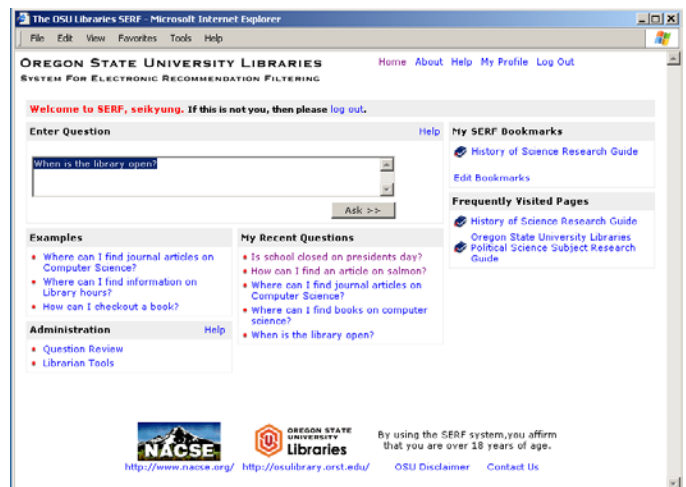 The OSU Libraries SERF - Microsoft Internet Explorer
File Edit View Favorites Tools Help
OREGON STATE UNIVERSITY LIBRARIES
SYSTEM FOR ELECTRONIC RECOMMENDATION FILTERING
Home About Help My Profile Log Out
Welcome to SERF, seikyung. If this is not you, then please log out.
Enter Question Help
When is the library open?
Ask >>
My SERF Bookmarks
History of Science Research Guide
Edit Bookmarks
Frequently Visited Pages
History of Science Research Guide
Oregon State University Libraries
Political Science Subject Research
Guide
Examples
Where can I find journal articles on
Computer Science?
Where can I find information on
Library hours?
How can I checkout a book?
My Recent Questions
Is school closed on presidents day?
How can I find an article on salmon?
Where can I find journal articles on
Computer Science?
Where can I find books on computer
science?
When is the library open?
Administration Help
Question Review
Librarian Tools
NACSE
http://www.nacse.org/
OREGON STATE
UNIVERSITY
Libraries
http://osulibrary.orst.edu/
By using the SERF system,you affirm
that you are over 18 years of age.
OSU Disclaimer Contact Us